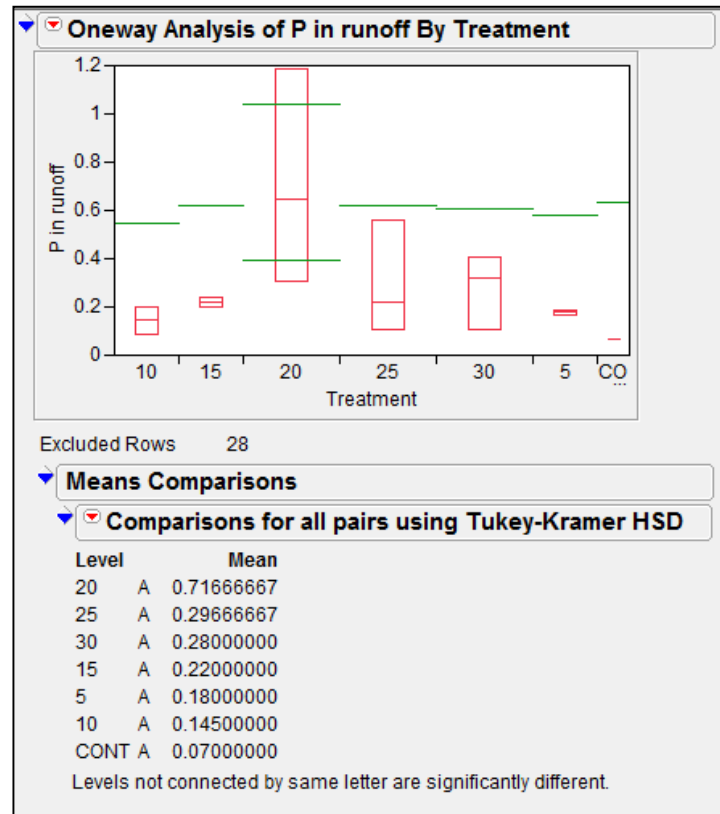 Oneway Analysis of P in runoff By Treatment
1.2
1
0.8
0.6
0.4
0.2
0
P in runoff
10 15 20 25 30 5 CO...
Treatment
Excluded Rows 28
Means Comparisons
Comparisons for all pairs using Tukey-Kramer HSD
Level Mean
20 A 0.71666667
25 A 0.29666667
30 A 0.28000000
15 A 0.22000000
5 A 0.18000000
10 A 0.14500000
CONT A 0.07000000
Levels not connected by same letter are significantly different.